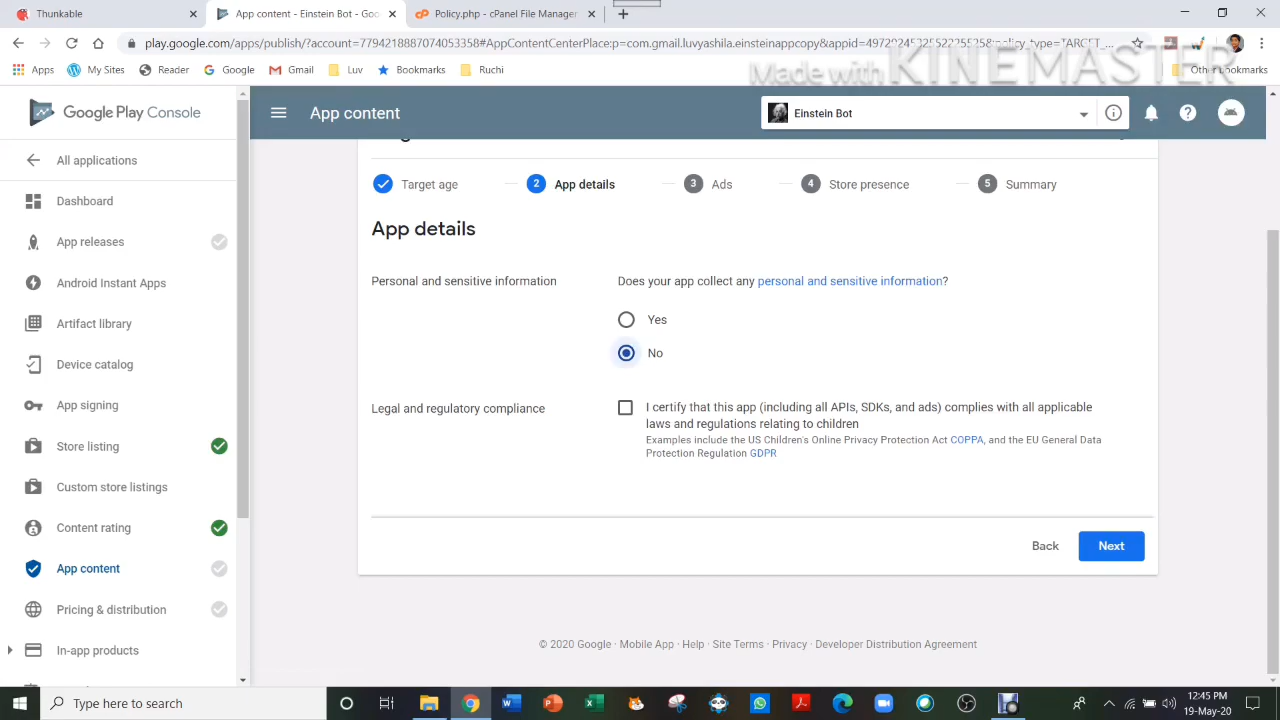 Thunkable
App content - Einstein Bot - Goo
Policy.php - cPanel File Manager
play.google.com/apps/publish/?account=7794218887074053358#AppContentCenterPlace:p=com.gmail.luvyashila.einsteinappcopy&appid=4972024532522252258&policy_type=TARGET_...
Apps
My Sites
Reader
Google
Gmail
Luv
Bookmarks
Ruchi
Other bookmarks
Made with KINEMASTER
Google Play Console
App content
Einstein Bot
All applications
Dashboard
App releases
Android Instant Apps
Artifact library
Device catalog
App signing
Store listing
Custom store listings
Content rating
App content
Pricing & distribution
In-app products
Target age
2 App details
3 Ads
4 Store presence
5 Summary
App details
Personal and sensitive information
Does your app collect any personal and sensitive information?
Yes
No
Legal and regulatory compliance
I certify that this app (including all APIs, SDKs, and ads) complies with all applicable
laws and regulations relating to children
Examples include the US Children's Online Privacy Protection Act COPPA, and the EU General Data
Protection Regulation GDPR
Back
Next
© 2020 Google · Mobile App · Help · Site Terms · Privacy · Developer Distribution Agreement
Type here to search
12:45 PM
19-May-20